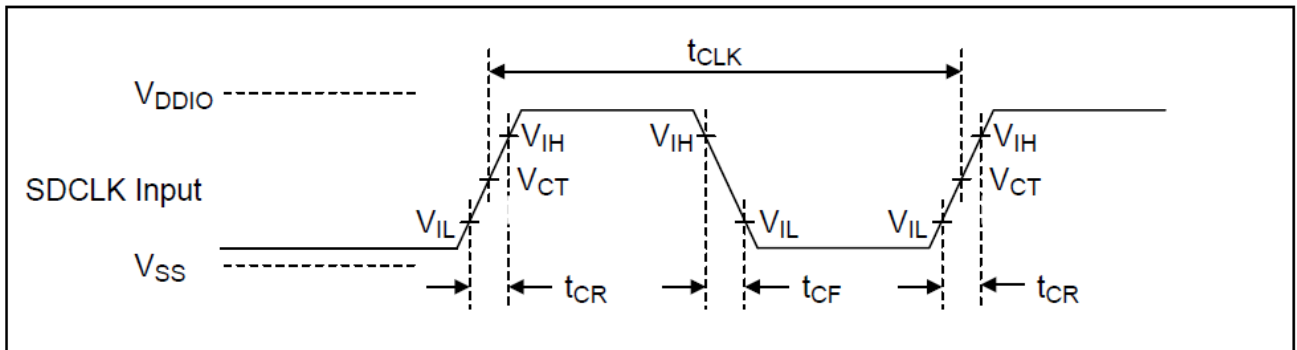 tCLK
VDDIO
VIH
VIH
VIH
SDCLK Input
VCT
VCT
VIL
VIL
VIL
VSS
tCR
tCF
tCR